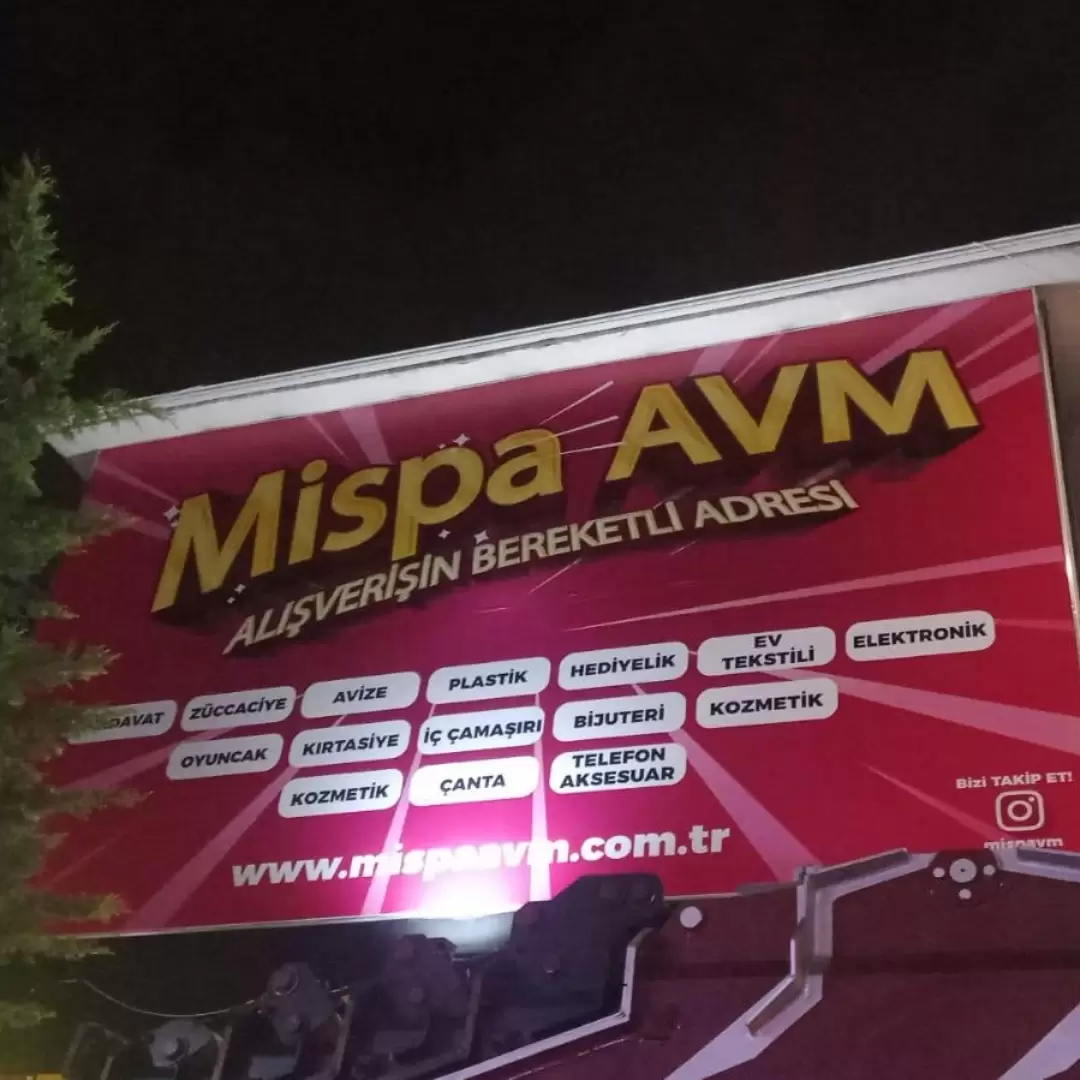 Mispa AVM
ALIŞVERİŞİN BEREKETLİ ADRESİ
ZÜCCACİYE AVİZE PLASTİK HEDİYELİK EV TEKSTİLİ ELEKTRONİK
OYUNCAK KIRTASİYE İÇ ÇAMAŞIRI BİJUTERİ KOZMETİK
KOZMETİK ÇANTA TELEFON AKSESUAR
www.mispaavm.com.tr
Bizi TAKİP ET!
mispaavm